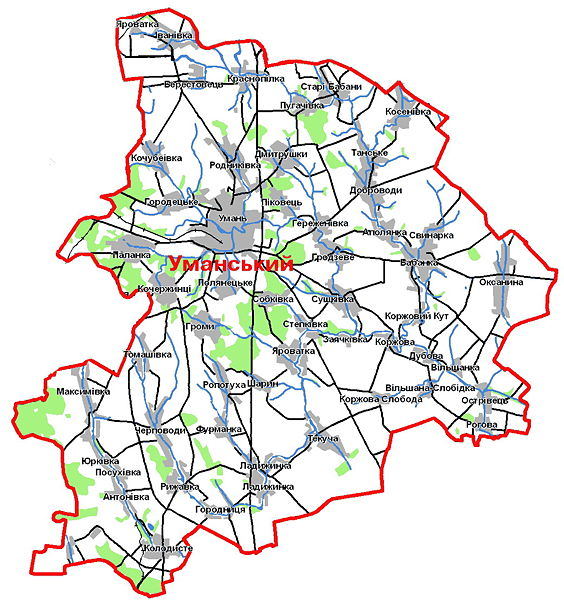 Яроватка
Іванівка
Берестовець
Краснопілка
Старі Бабани
Пугачівка
Косенівка
Кочубеївка
Родниківка
Дмитрушки
Танське
Доброводи
Городецьке
Умань
Піковець
Гереженівка
Аполянка
Свинарка
Паланка
Уманський
Гродзеве
Бабанка
Оксанина
Кочержинці
Полянецьке
Собківка
Сушківка
Громи
Степківка
Коржовий Кут
Заячківка
Коржова
Томашівка
Яроватка
Дубова
Вільшанка
Максимівка
Ропотуха
Шарин
Вільшана-Слобідка
Коржова Слобода
Острівець
Черповоди
Фурманка
Текуча
Рогова
Юрківка
Посухівка
Ладижинка
Антонівка
Рижавка
Ладижинка
Городниця
Колодисте